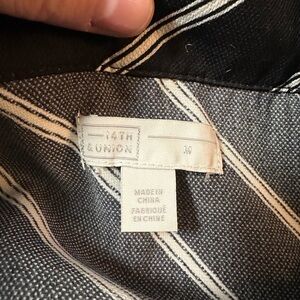 14TH
& UNION
MADE IN
CHINA
FABRIQUÉ
EN CHINE